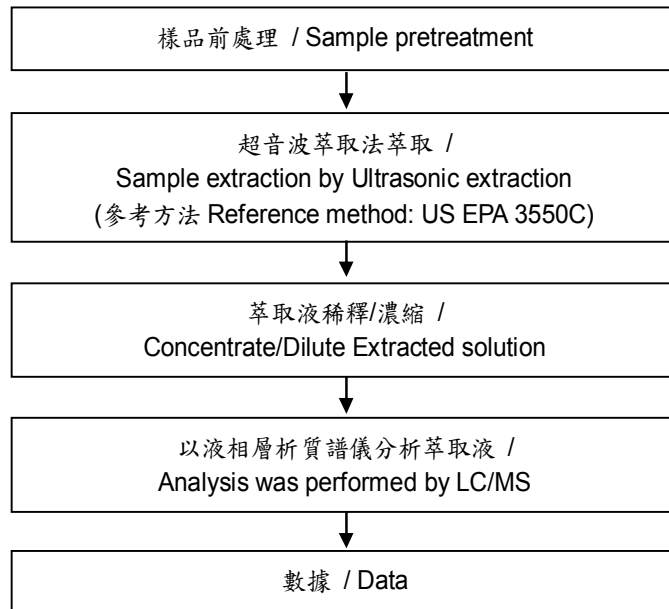 樣品前處理 / Sample pretreatment
超音波萃取法萃取 /
Sample extraction by Ultrasonic extraction
(參考方法 Reference method: US EPA 3550C)
萃取液稀釋/濃縮 /
Concentrate/Dilute Extracted solution
以液相層析質譜儀分析萃取液 /
Analysis was performed by LC/MS
數據 / Data